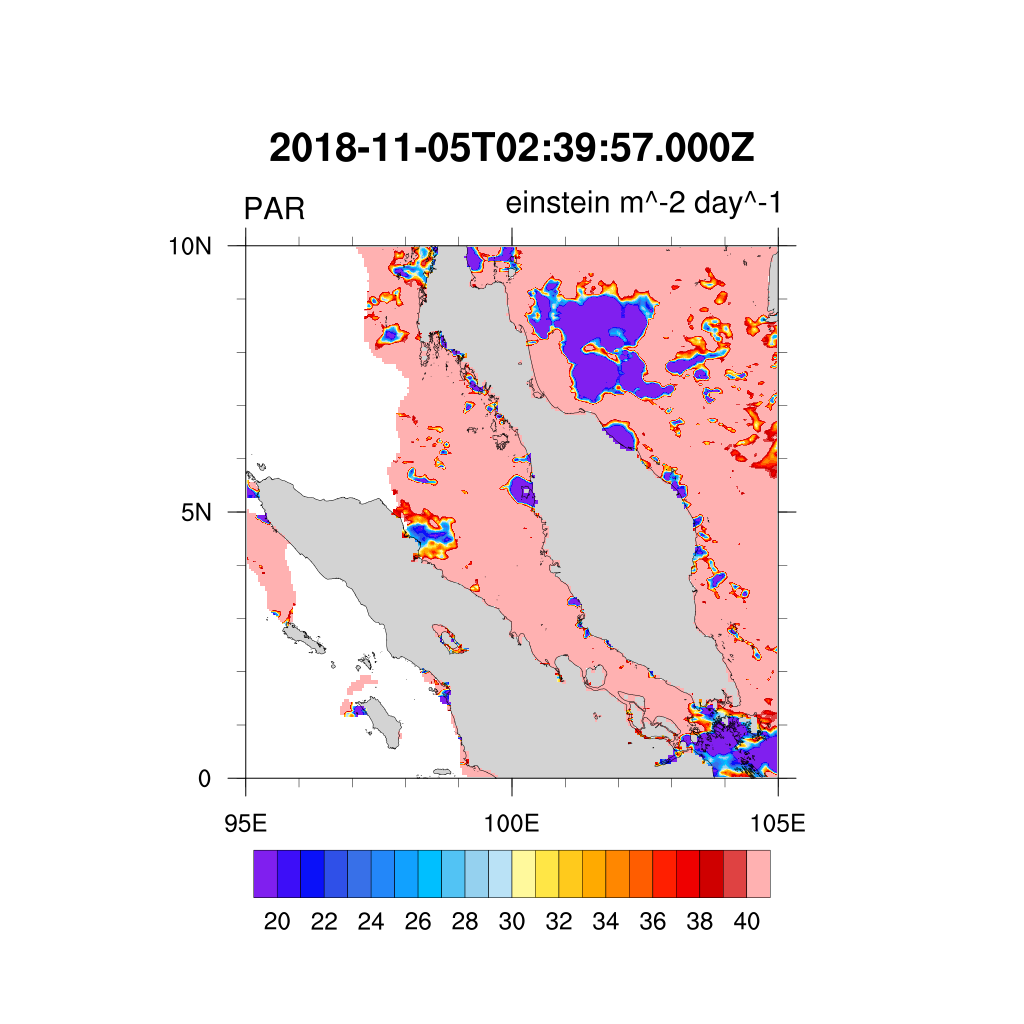 2018-11-05T02:39:57.000Z
PAR einstein m^-2 day^-1
10N
5N
0
95E 100E 105E
20 22 24 26 28 30 32 34 36 38 40